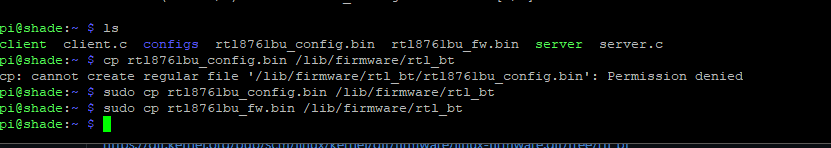 pi@shade:~ $ ls
client  client.c  configs  rtl8761bu_config.bin  rtl8761bu_fw.bin  server  server.c
pi@shade:~ $ cp rtl8761bu_config.bin /lib/firmware/rtl_bt
cp: cannot create regular file '/lib/firmware/rtl_bt/rtl8761bu_config.bin': Permission denied
pi@shade:~ $ sudo cp rtl8761bu_config.bin /lib/firmware/rtl_bt
pi@shade:~ $ sudo cp rtl8761bu_fw.bin /lib/firmware/rtl_bt
pi@shade:~ $